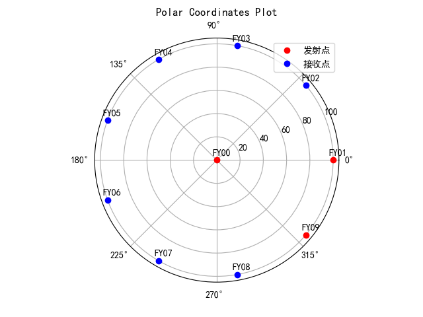 Polar Coordinates Plot
90°
FY03
发射点
接收点
FY04
135°
FY02
FY05
100
80
60
40
20
FY00
180°
FY01
0°
FY06
FY09
225°
FY07
315°
FY08
270°